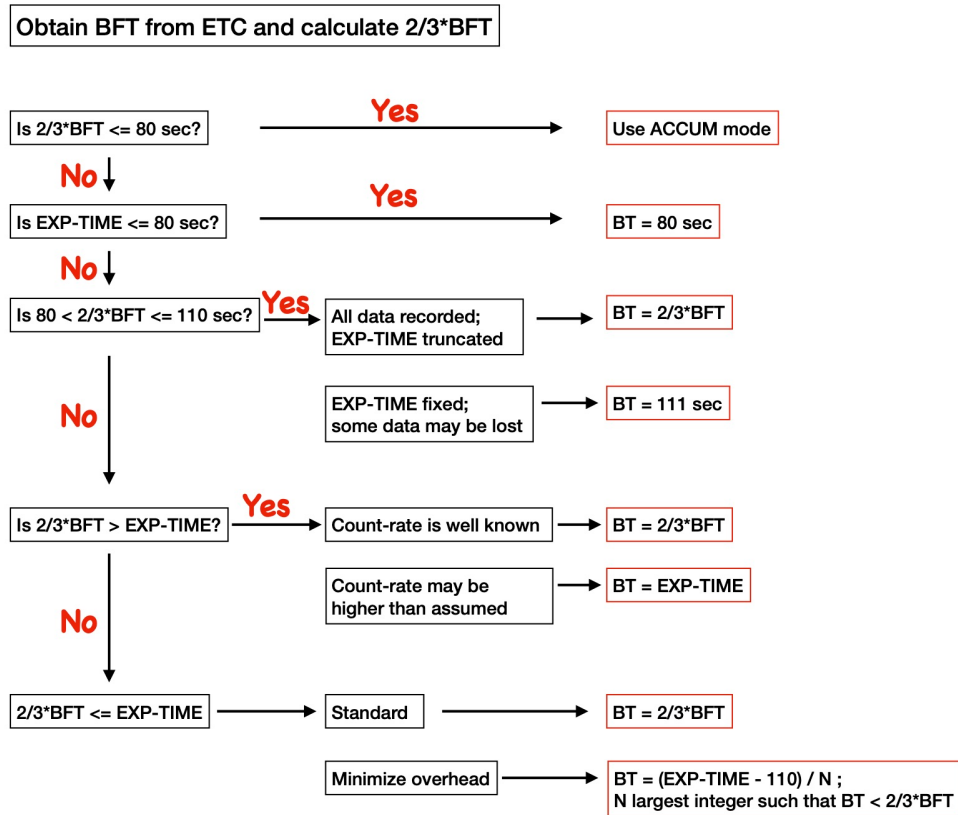 Obtain BFT from ETC and calculate 2/3*BFT
Is 2/3*BFT <= 80 sec?
Yes
Use ACCUM mode
No
Is EXP-TIME <= 80 sec?
Yes
BT = 80 sec
No
Is 80 < 2/3*BFT <= 110 sec?
Yes
All data recorded;
EXP-TIME truncated
BT = 2/3*BFT
EXP-TIME fixed;
some data may be lost
BT = 111 sec
No
Is 2/3*BFT > EXP-TIME?
Yes
Count-rate is well known
BT = 2/3*BFT
Count-rate may be
higher than assumed
BT = EXP-TIME
No
2/3*BFT <= EXP-TIME
Standard
BT = 2/3*BFT
Minimize overhead
BT = (EXP-TIME - 110) / N ;
N largest integer such that BT < 2/3*BFT